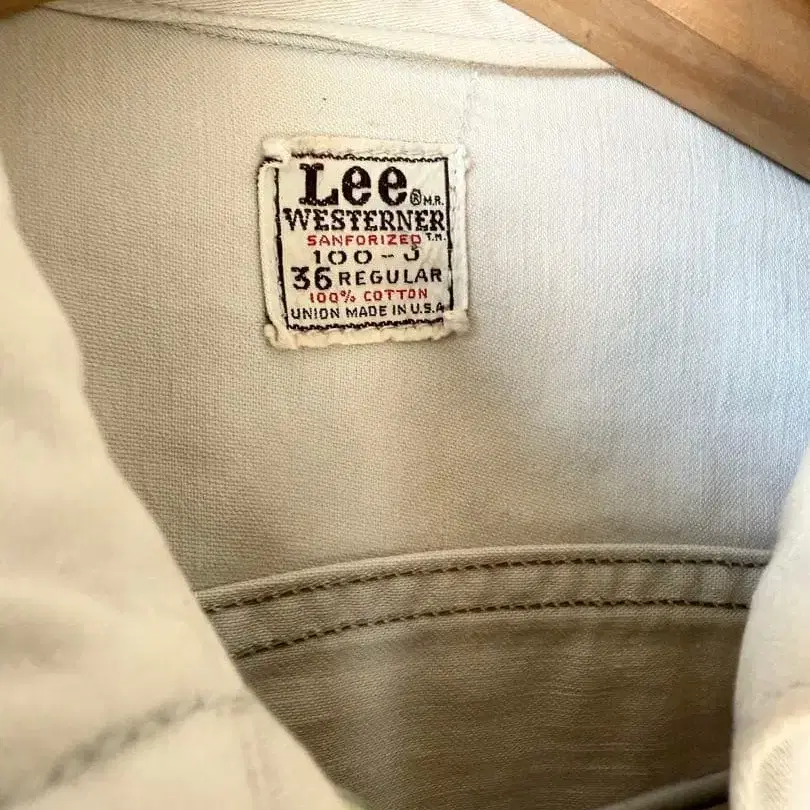 Lee® M.R.
WESTERNER
SANFORIZED T.M.
100-J
36 REGULAR
100% COTTON
UNION MADE IN U.S.A